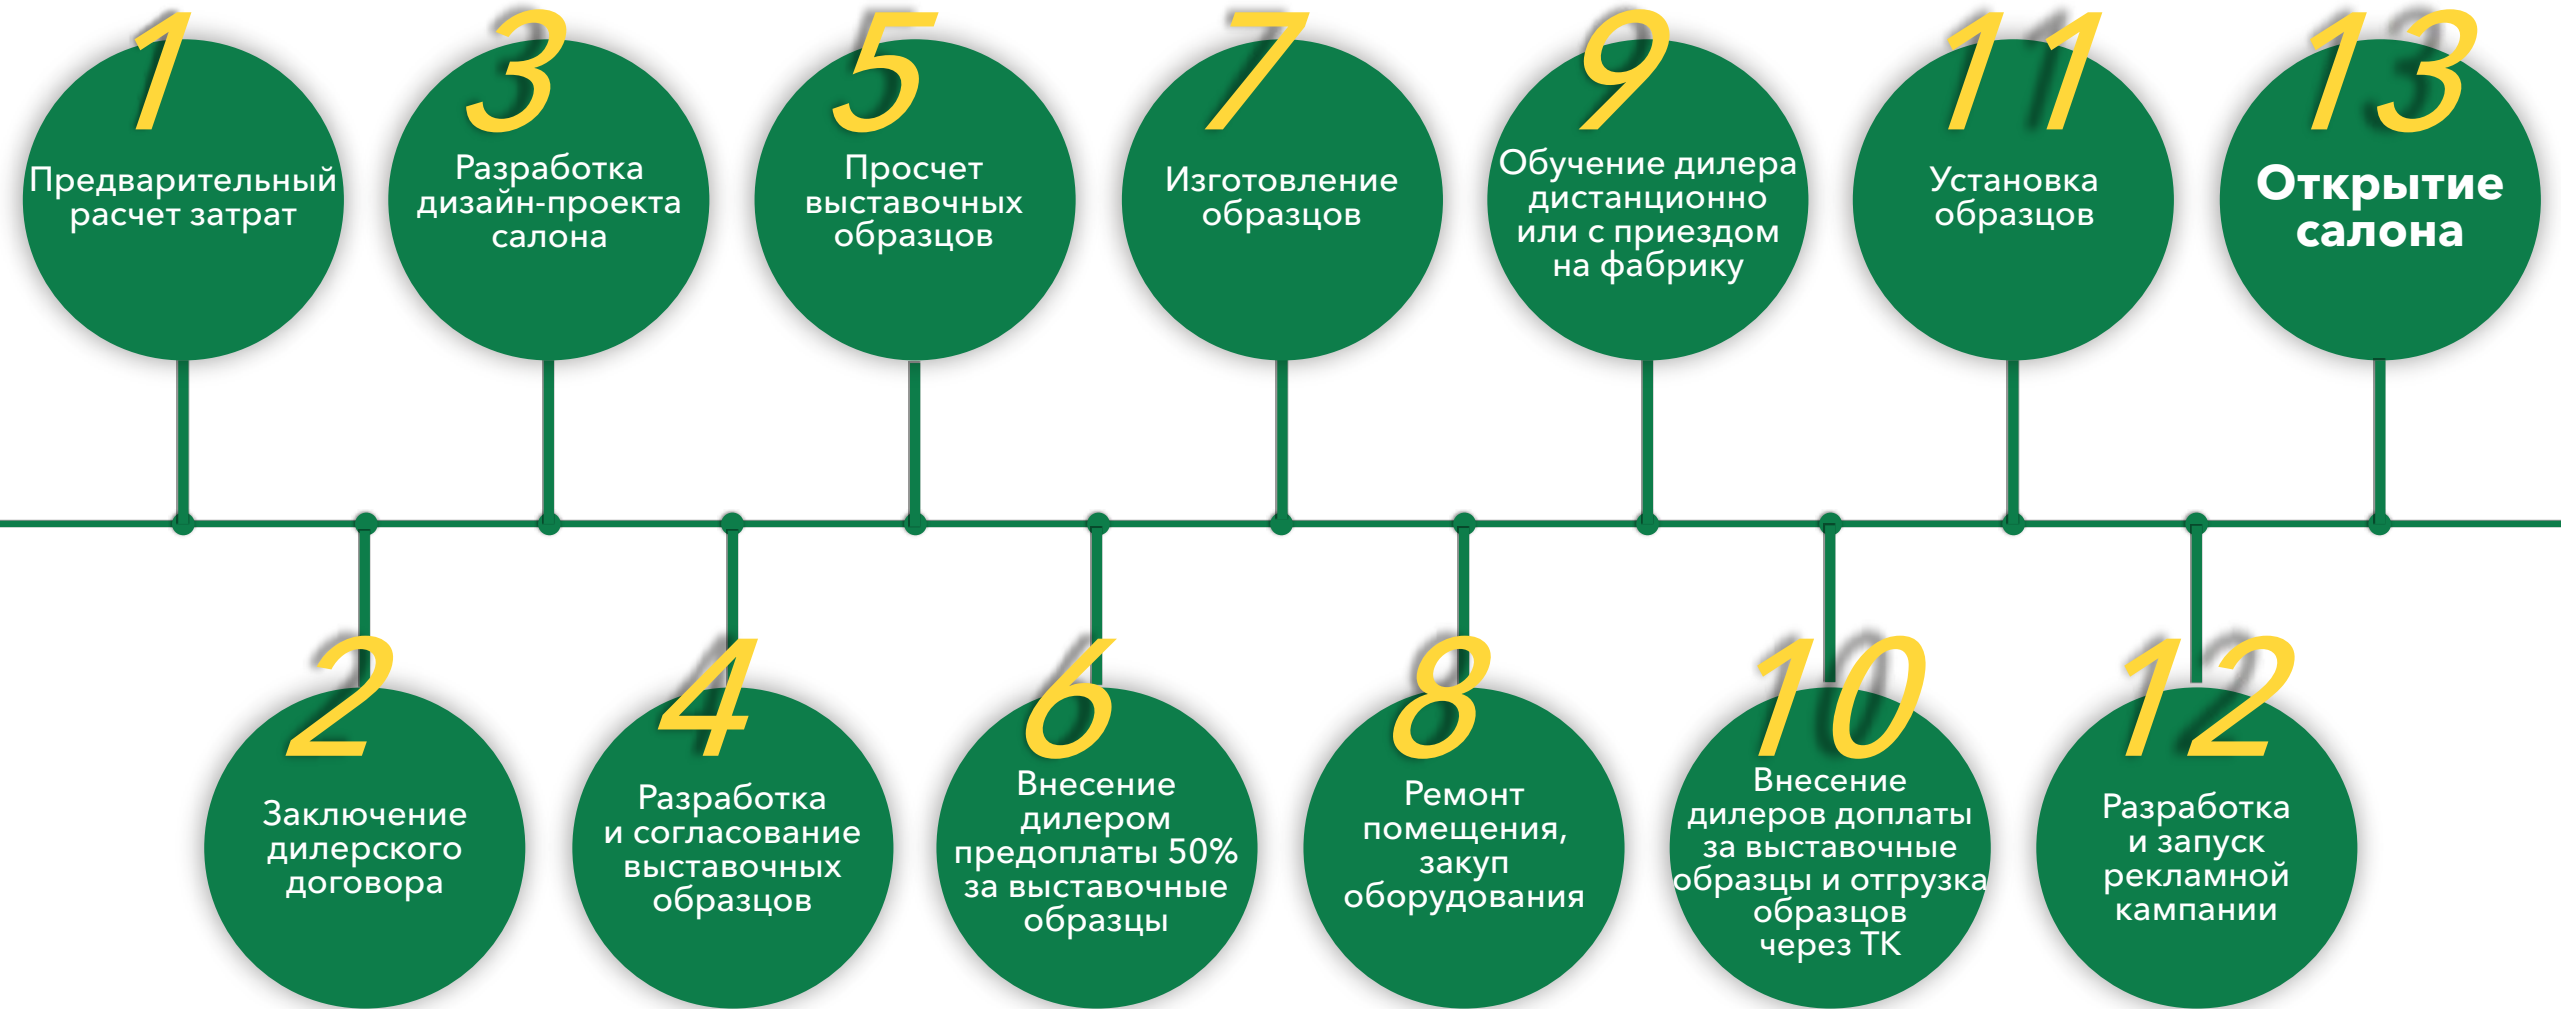 1
Предварительный
расчет затрат
2
Заключение
дилерского
договора
3
Разработка
дизайн-проекта
салона
4
Разработка
и согласование
выставочных
образцов
5
Просчет
выставочных
образцов
6
Внесение
дилером
предоплаты 50%
за выставочные
образцы
7
Изготовление
образцов
8
Ремонт
помещения,
закуп
оборудования
9
Обучение дилера
дистанционно
или с приездом
на фабрику
10
Внесение
дилеров доплаты
за выставочные
образцы и отгрузка
образцов
через ТК
11
Установка
образцов
12
Разработка
и запуск
рекламной
кампании
13
Открытие
салона